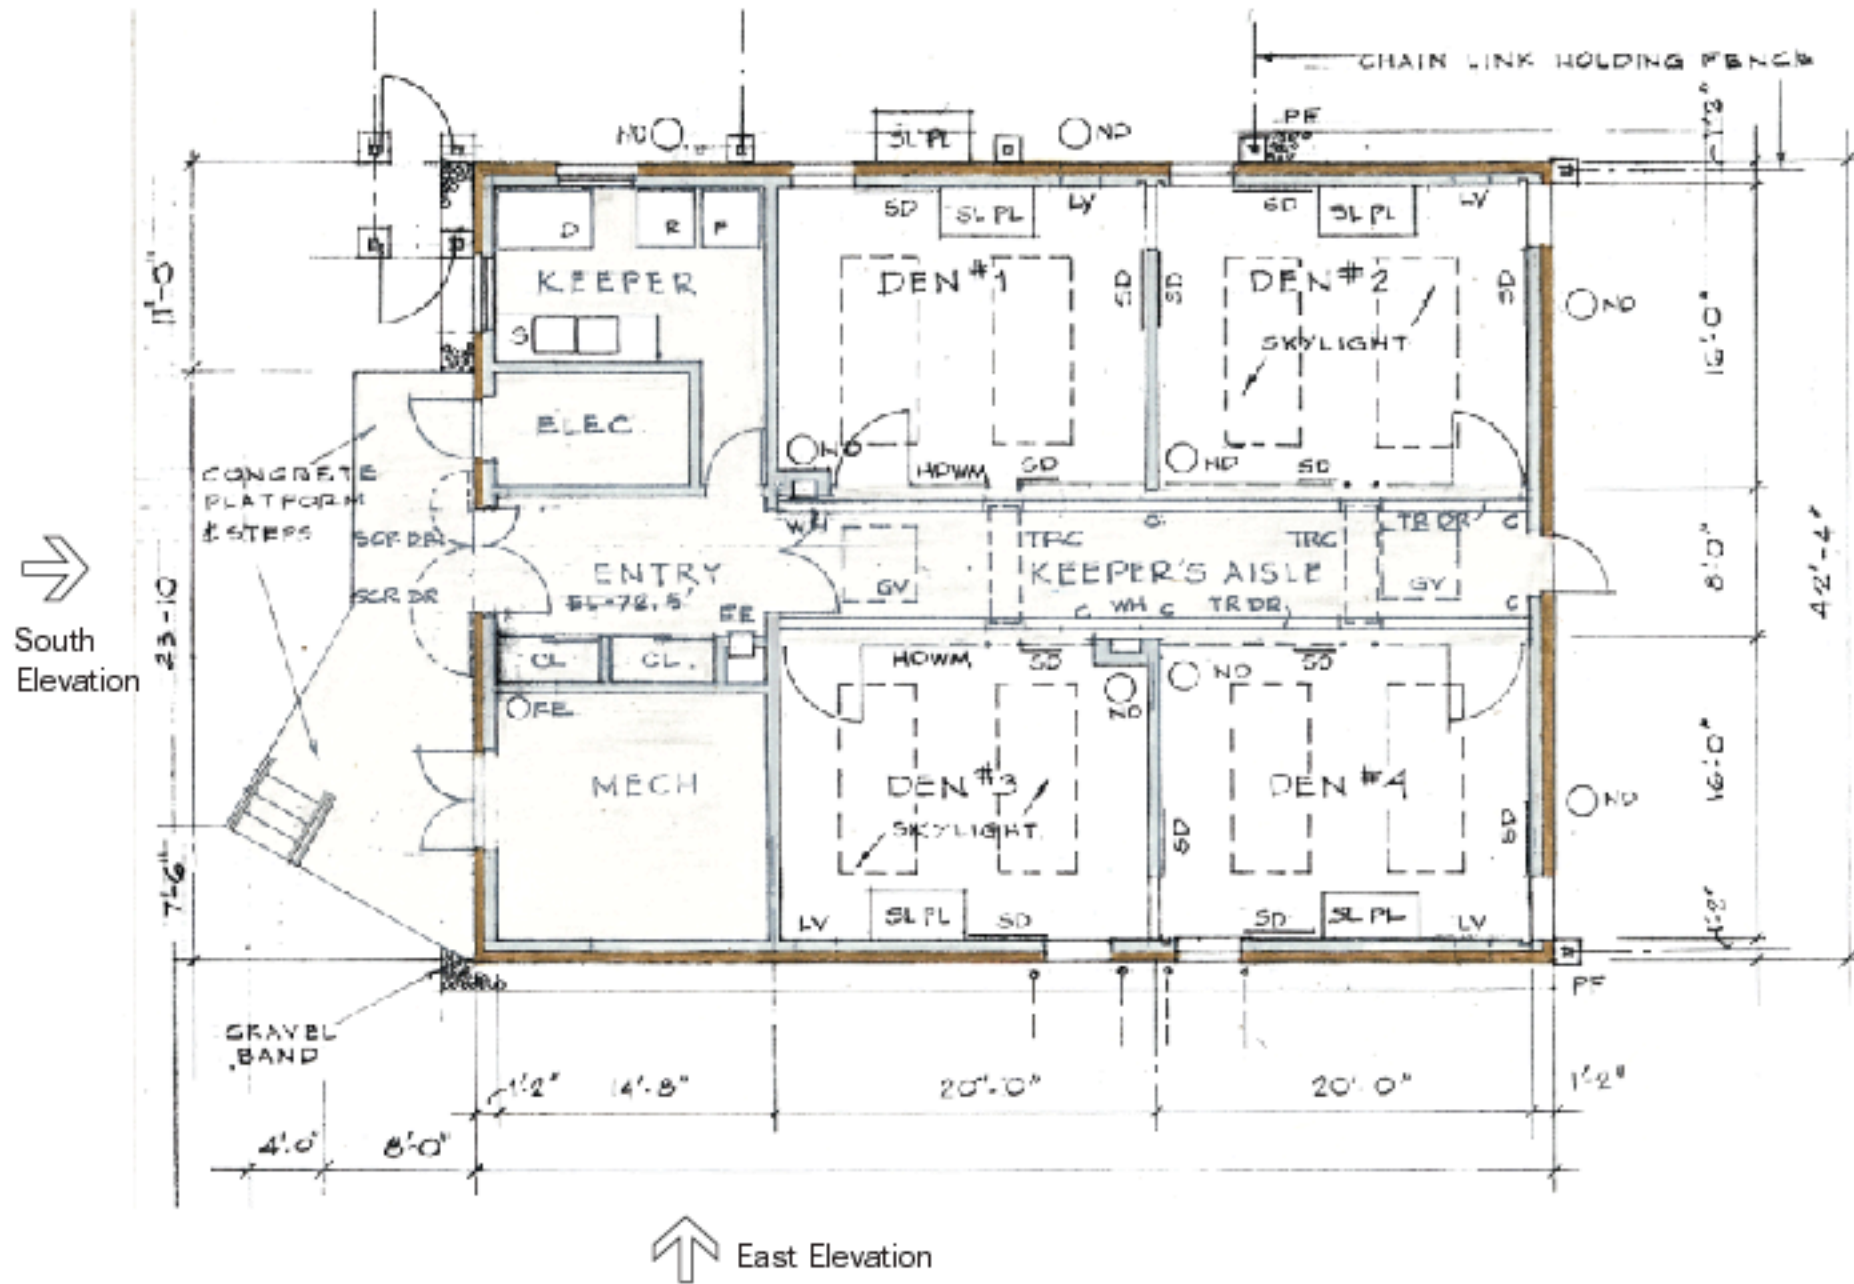 CHAIN LINK HOLDING FENCE
PF
ND
SL PL
ND
1'-2"
SD
SL PL
LV
SD
SL PL
LV
D
R
F
KEEPER
DEN #1
SD
SD
DEN #2
SD
ND
11'-0"
S
SKYLIGHT
16'-0"
ELEC
ND
HDWM
SD
ND
SD
CONCRETE
PLATFORM
& STEPS
SCR DR
WH
C
TR DR
C
TRC
TRC
ENTRY
KEEPER'S AISLE
EL=72.5'
GV
GV
8'-0"
42'-4"
SCR DR
FE
C
WH
C
TR DR
C
South
Elevation
23-10
CL
CL
HDWM
SD
SD
ND
ND
FE
MECH
DEN #3
DEN #4
ND
16'-0"
SKYLIGHT
SD
SD
7'-6"
LV
SL PL
SD
SD
SL PL
LV
1'-2"
PF
GRAVEL
BAND
1'-2"
14'-8"
20'-0"
20'-0"
1'-2"
4'-0"
8'-0"
East Elevation